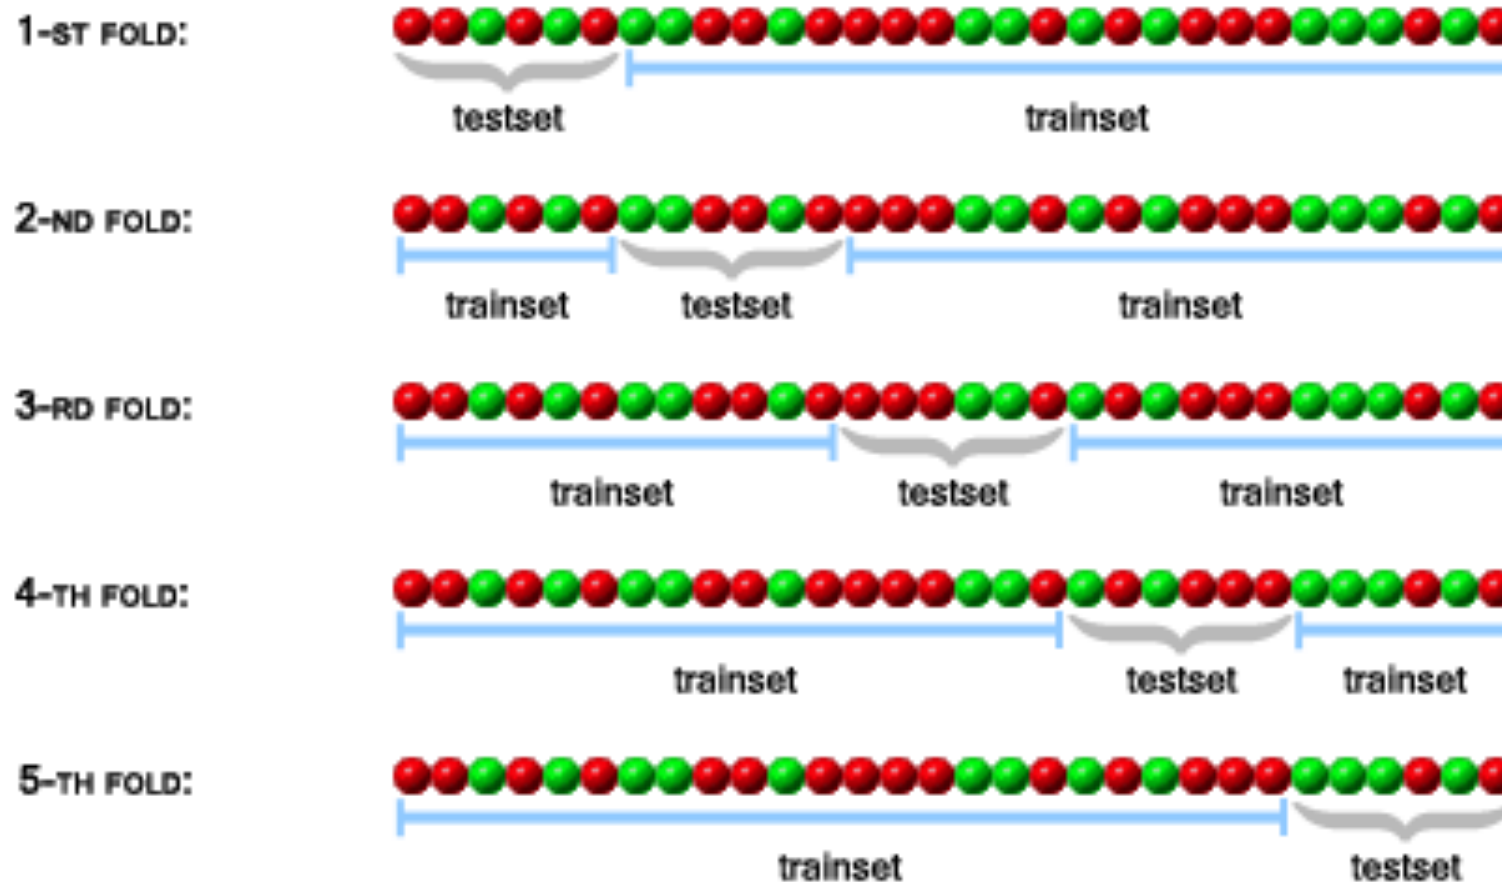 1-ST FOLD:
testset trainset
2-ND FOLD:
trainset testset trainset
3-RD FOLD:
trainset testset trainset
4-TH FOLD:
trainset testset trainset
5-TH FOLD:
trainset testset